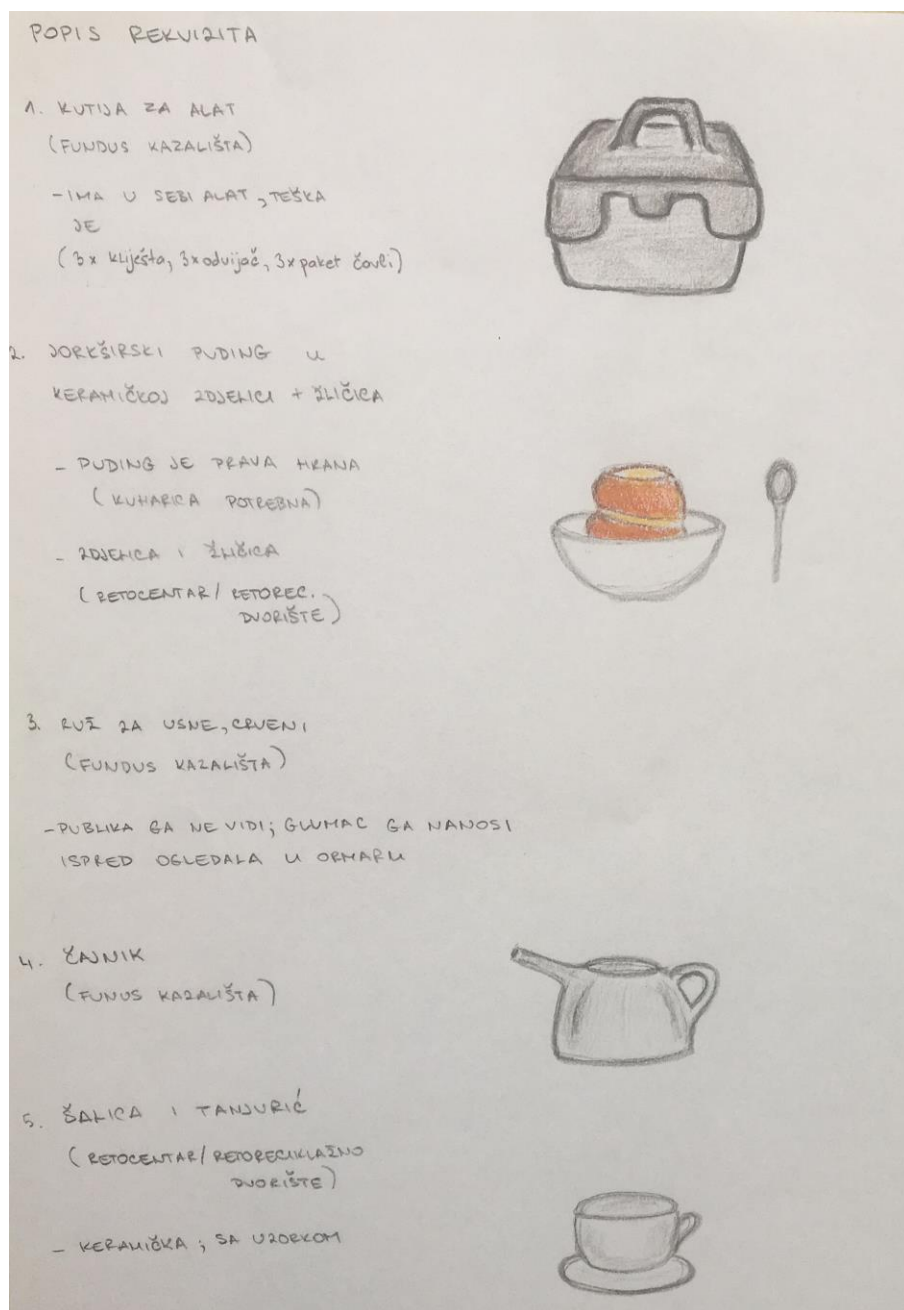 POPIS REKVIZITA
1. KUTIJA ZA ALAT
(FUNDUS KAZALIŠTA)
- IMA U SEBI ALAT, TEŠKA
JE
(3x kliješta, 3x odvijač, 3x paket čavli)
2. JORKŠIRSKI PUDING U
KERAMIČKOJ ZDJELICI + ŽLIČICA
- PUDING JE PRAVA HRANA
(KUHARICA POTREBNA)
- ZDJELICA I ŽLIČICA
(RETOCENTAR/ RETOREC.
DVORIŠTE)
3. RUŽ ZA USNE, CRVENI
(FUNDUS KAZALIŠTA)
- PUBLIKA GA NE VIDI; GLUMAC GA NANOSI
ISPRED OGLEDALA U ORMARU
4. ČAJNIK
(FUNUS KAZALIŠTA)
5. ŠALICA I TANJURIĆ
(RETOCENTAR/ RETORECIKLAŽNO
DVORIŠTE)
- KERAMIČKA; SA UZORKOM